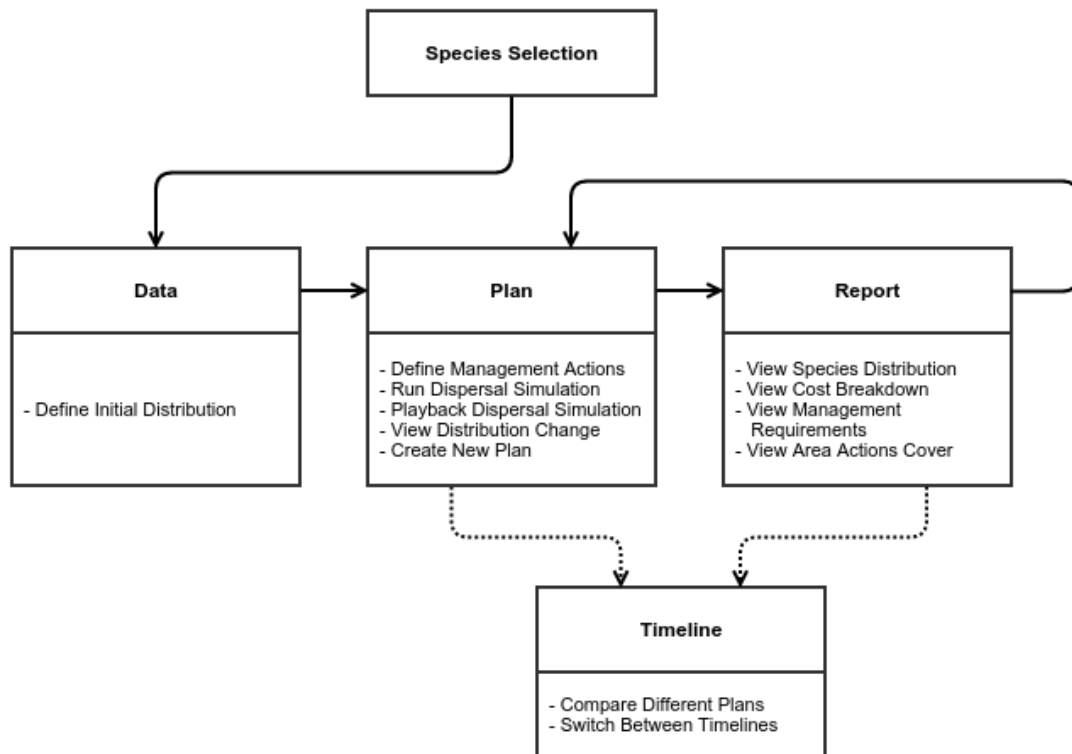 Species Selection
Data
- Define Initial Distribution
Plan
- Define Management Actions
- Run Dispersal Simulation
- Playback Dispersal Simulation
- View Distribution Change
- Create New Plan
Report
- View Species Distribution
- View Cost Breakdown
- View Management
Requirements
- View Area Actions Cover
Timeline
- Compare Different Plans
- Switch Between Timelines